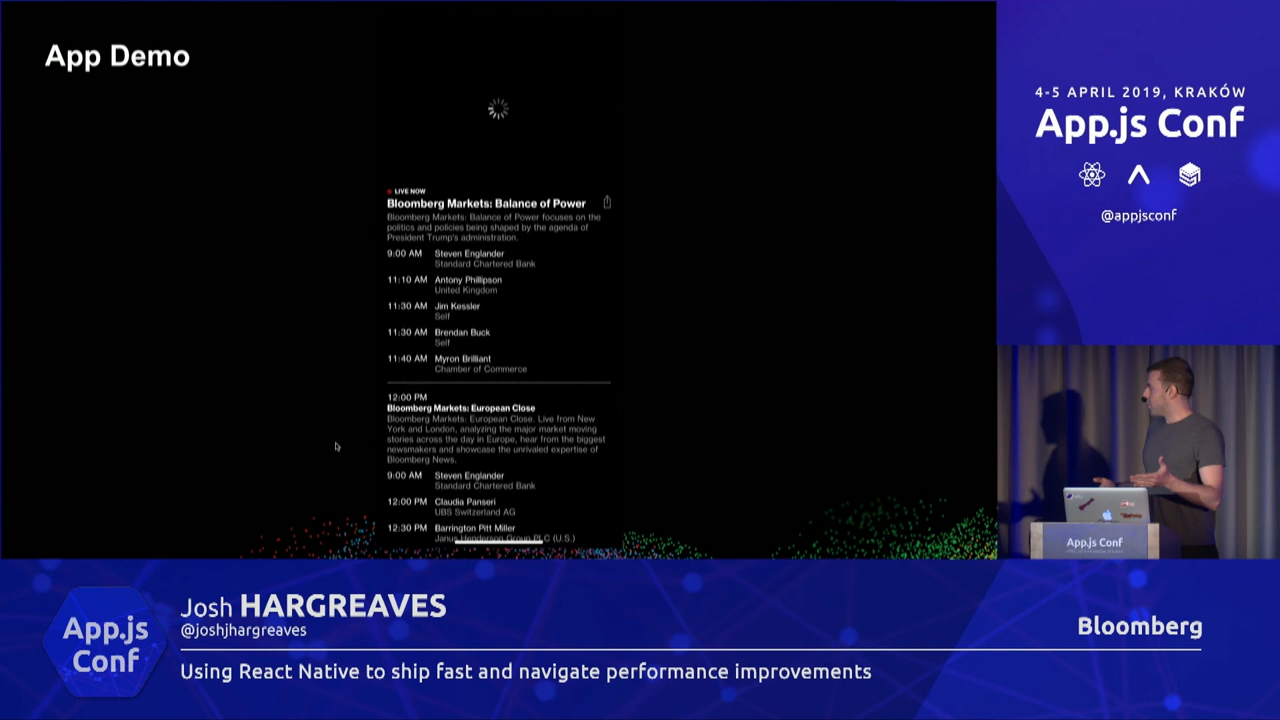 App Demo
LIVE NOW
Bloomberg Markets: Balance of Power
Bloomberg Markets: Balance of Power focuses on the
politics and policies being shaped by the agenda of
President Trump's administration.
9:00 AM Steven Englander
Standard Chartered Bank
11:10 AM Antony Phillipson
United Kingdom
11:30 AM Jim Kessler
Self
11:30 AM Brendan Buck
Self
11:40 AM Myron Brilliant
Chamber of Commerce
12:00 PM
Bloomberg Markets: European Close
Bloomberg Markets: European Close. Live from New
York and London, analyzing the major market moving
stories across the day in Europe, hear from the biggest
newsmakers and showcase the unrivaled expertise of
Bloomberg News.
9:00 AM Steven Englander
Standard Chartered Bank
12:00 PM Claudia Panseri
UBS Switzerland AG
12:30 PM Barrington Pitt Miller
Janus Henderson Group PLC (U.S.)
4-5 APRIL 2019, KRAKÓW
App.js Conf
@appjsconf
App.js Conf
App.js
Conf
Josh HARGREAVES
@joshjhargreaves
Bloomberg
Using React Native to ship fast and navigate performance improvements